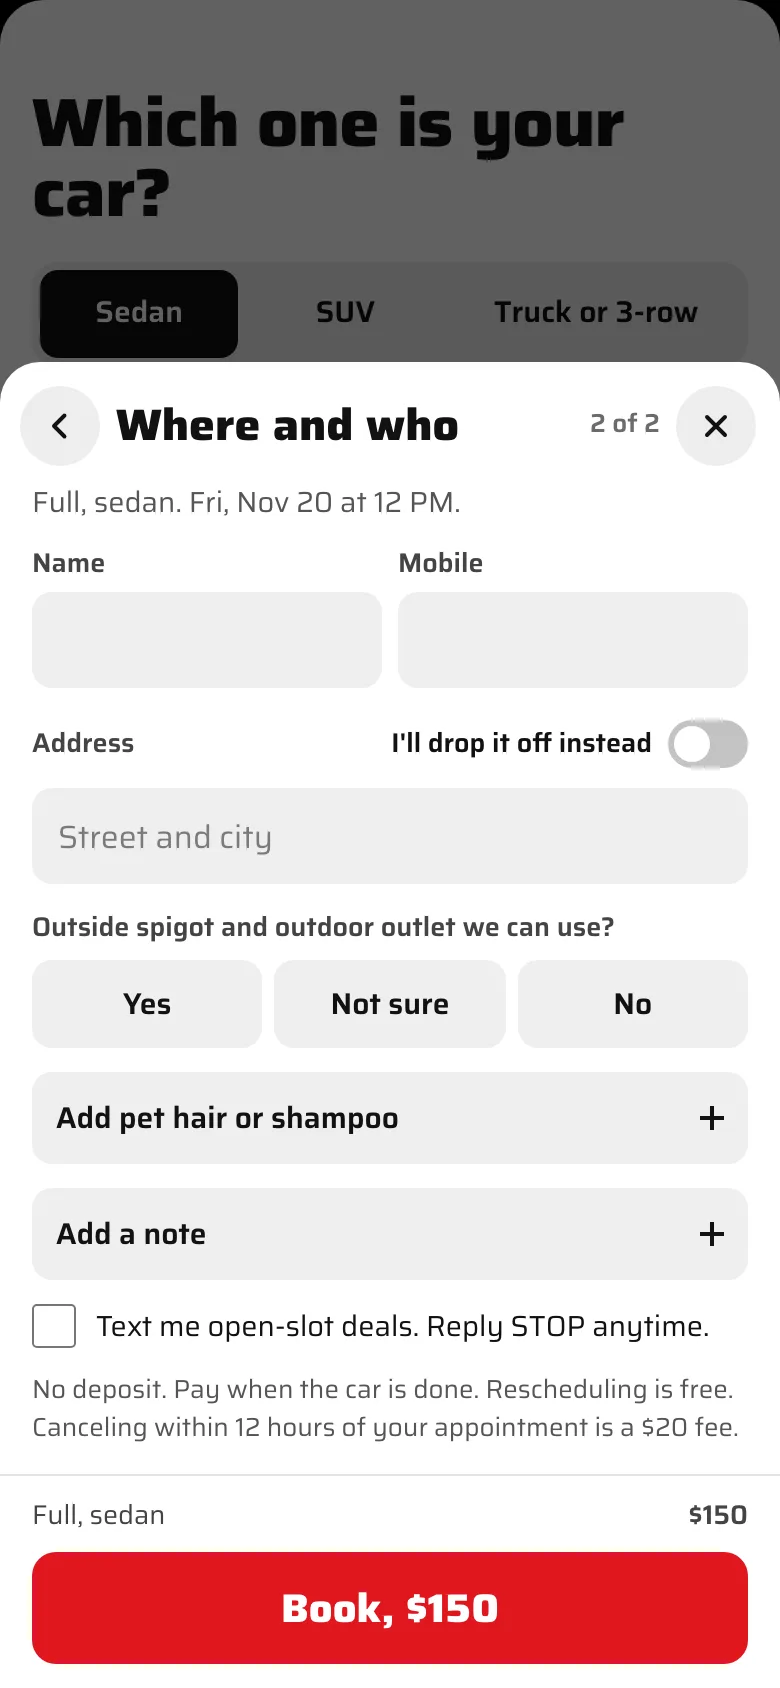 Which one is your
car?
Sedan SUV Truck or 3-row
Where and who 2 of 2
Full, sedan. Fri, Nov 20 at 12 PM.
Name Mobile
Address I'll drop it off instead
Street and city
Outside spigot and outdoor outlet we can use?
Yes Not sure No
Add pet hair or shampoo
Add a note
Text me open-slot deals. Reply STOP anytime.
No deposit. Pay when the car is done. Rescheduling is free.
Canceling within 12 hours of your appointment is a $20 fee.
Full, sedan $150
Book, $150